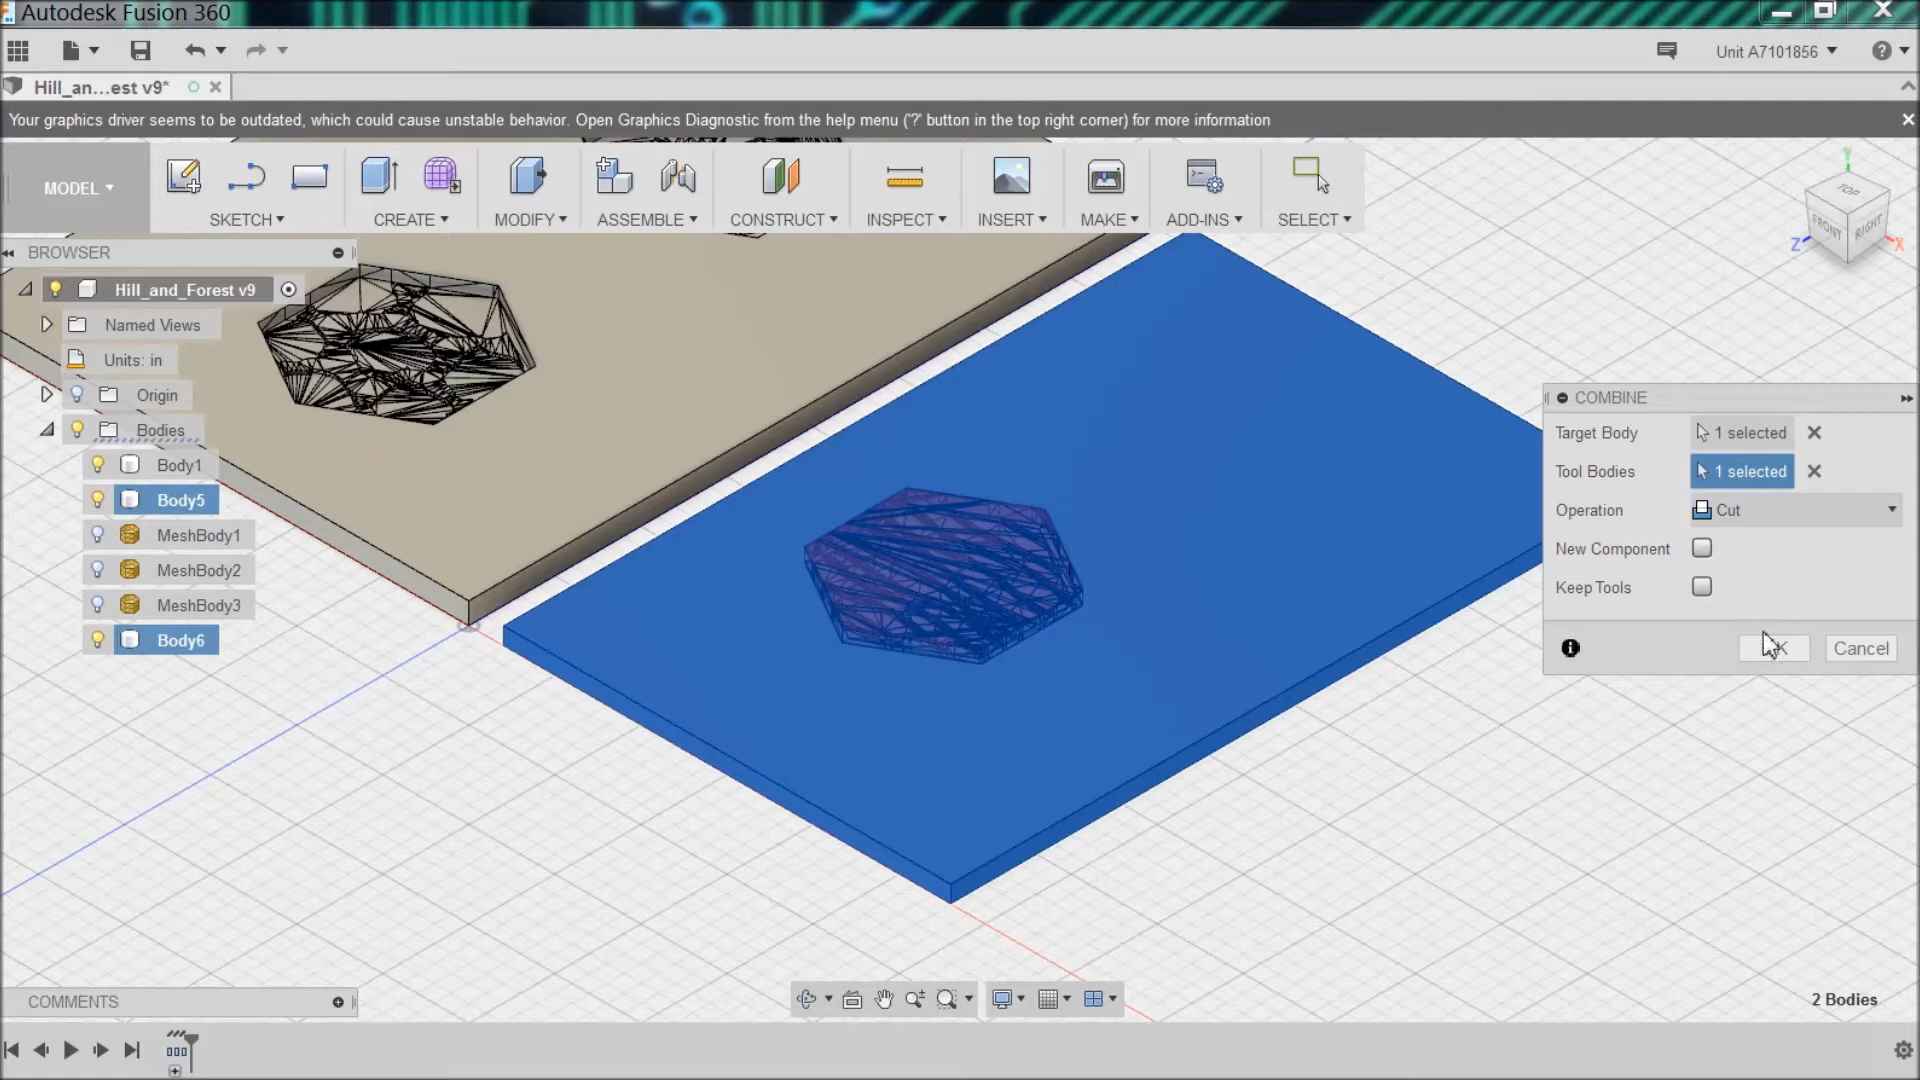 Autodesk Fusion 360
Unit A7101856
Hill_an...est v9*
Your graphics driver seems to be outdated, which could cause unstable behavior. Open Graphics Diagnostic from the help menu ('?' button in the top right corner) for more information
MODEL
SKETCH
CREATE
MODIFY
ASSEMBLE
CONSTRUCT
INSPECT
INSERT
MAKE
ADD-INS
SELECT
TOP
FRONT
RIGHT
Y
Z
X
BROWSER
Hill_and_Forest v9
Named Views
Units: in
Origin
Bodies
Body1
Body5
MeshBody1
MeshBody2
MeshBody3
Body6
COMBINE
Target Body 1 selected
Tool Bodies 1 selected
Operation Cut
New Component
Keep Tools
Cancel
COMMENTS
2 Bodies